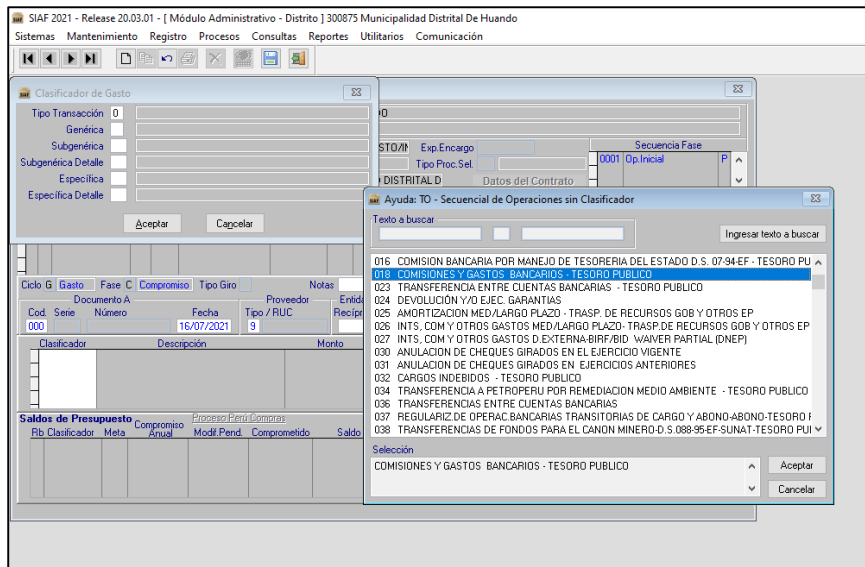 SIAF 2021 - Release 20.03.01 - [ Módulo Administrativo - Distrito ] 300875 Municipalidad Distrital De Huando
Sistemas Mantenimiento Registro Procesos Consultas Reportes Utilitarios Comunicación
Clasificador de Gasto
Tipo Transacción 0
Genérica
Subgenérica
Subgenérica Detalle
Específica
Específica Detalle
Aceptar Cancelar
STO/IN Exp.Encargo
Secuencia Fase
Tipo Proc.Sel.
0001 Op.Inicial P
DISTRITAL D Datos del Contrato
Ayuda: TO - Secuencial de Operaciones sin Clasificador
Texto a buscar
Ingresar texto a buscar
016 COMISION BANCARIA POR MANEJO DE TESORERIA DEL ESTADO D.S. 07-94-EF - TESORO PU
018 COMISIONES Y GASTOS BANCARIOS - TESORO PUBLICO
023 TRANSFERENCIA ENTRE CUENTAS BANCARIAS - TESORO PUBLICO
024 DEVOLUCIÓN Y/O EJEC. GARANTIAS
025 AMORTIZACION MED/LARGO PLAZO - TRASP. DE RECURSOS GOB Y OTROS EP
026 INTS, COM Y OTROS GASTOS MED/LARGO PLAZO- TRASP.DE RECURSOS GOB Y OTROS EP
027 INTS, COM Y OTROS GASTOS D.EXTERNA-BIRF/BID WAIVER PARTIAL (DNEP)
030 ANULACION DE CHEQUES GIRADOS EN EL EJERCICIO VIGENTE
031 ANULACION DE CHEQUES GIRADOS EN EJERCICIOS ANTERIORES
032 CARGOS INDEBIDOS - TESORO PUBLICO
034 TRANSFERENCIA A PETROPERU POR REMEDIACION MEDIO AMBIENTE - TESORO PUBLICO
036 TRANSFERENCIAS ENTRE CUENTAS BANCARIAS
037 REGULARIZ.DE OPERAC.BANCARIAS TRANSITORIAS DE CARGO Y ABONO-ABONO-TESORO
038 TRANSFERENCIAS DE FONDOS PARA EL CANON MINERO-D.S.088-95-EF-SUNAT-TESORO PUI
Selección
COMISIONES Y GASTOS BANCARIOS - TESORO PUBLICO
Aceptar
Cancelar
Ciclo G Gasto Fase C Compromiso Tipo Giro Notas
Documento A Proveedor Entida
Cod. Serie Número Fecha Tipo / RUC Recípr
000 16/07/2021 9
Clasificador Descripción Monto
Saldos de Presupuesto Proceso Perú Compras
Rb Clasificador Meta Compromiso Anual Modif.Pend. Comprometido Saldo